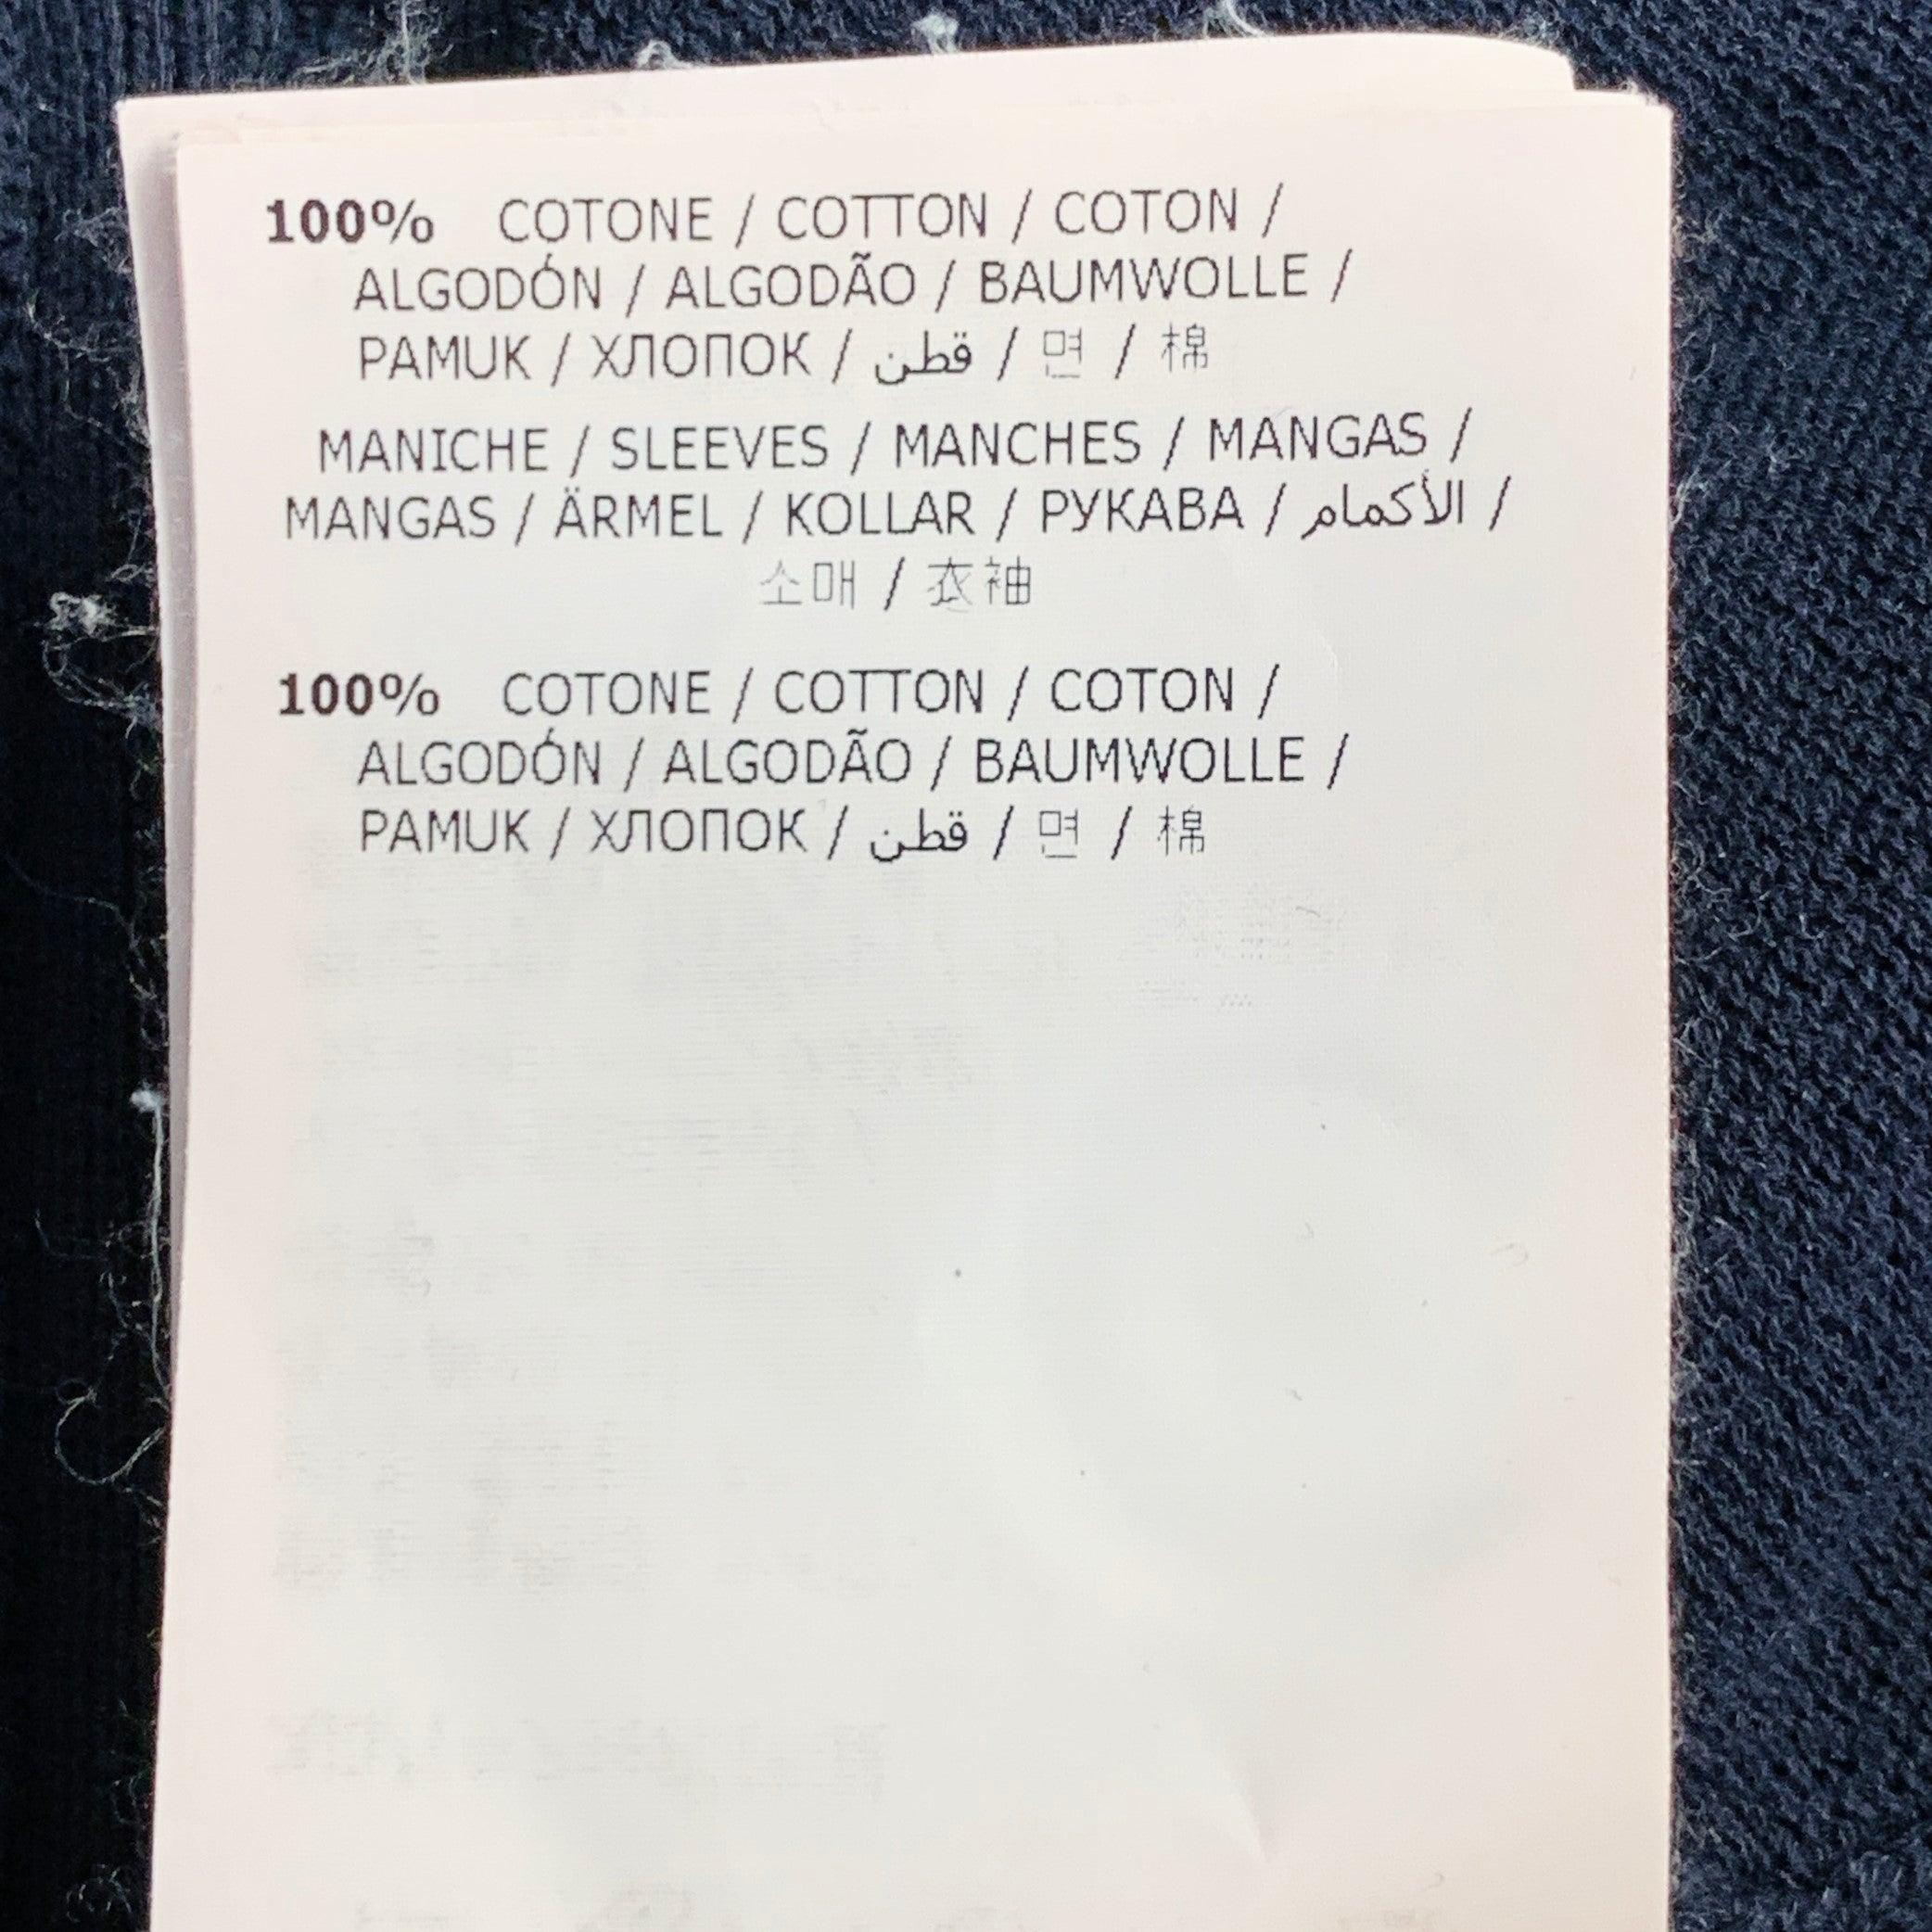 100% COTONE / COTTON / COTON /
ALGODÓN / ALGODÃO / BAUMWOLLE /
PAMUK / ХЛОПОК / قطن / 면 / 棉
MANICHE / SLEEVES / MANCHES / MANGAS /
MANGAS / ÄRMEL / KOLLAR / РУКАВА / الأكمام /
소매 / 衣袖
100% COTONE / COTTON / COTON /
ALGODÓN / ALGODÃO / BAUMWOLLE /
PAMUK / ХЛОПОК / قطن / 면 / 棉